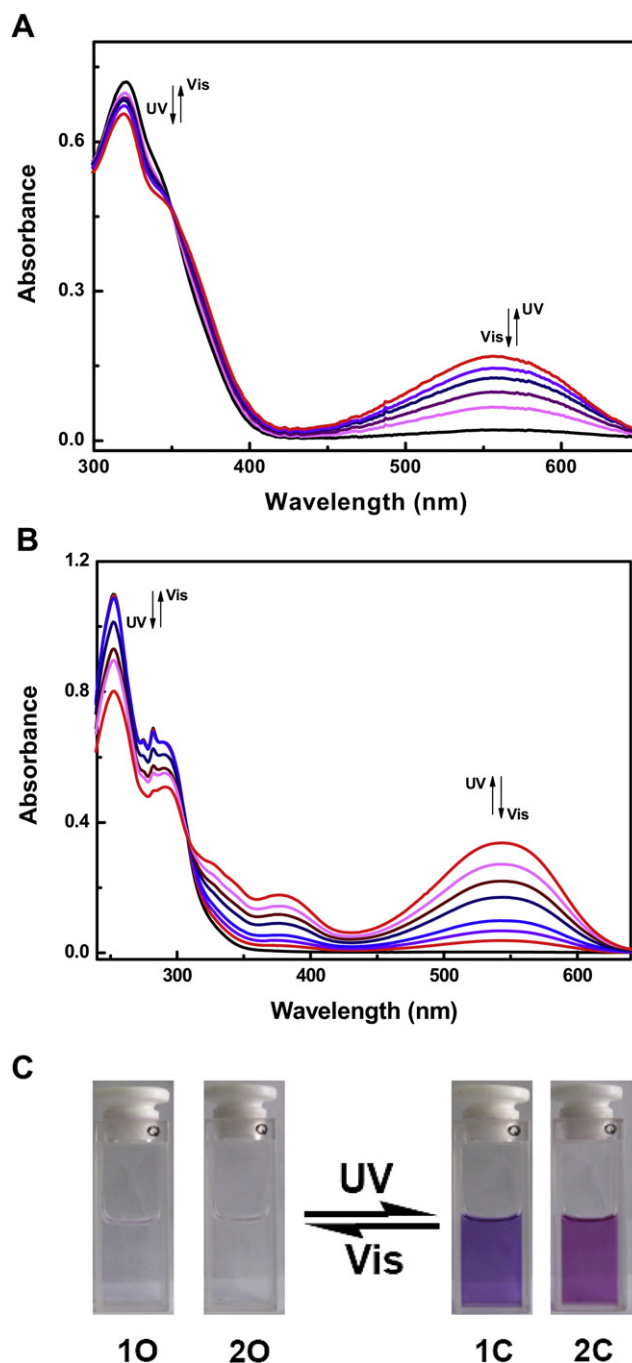 A
Absorbance
0.6
0.3
0.0
UV Vis
Vis UV
300 400 500 600
Wavelength (nm)
B
Absorbance
1.2
0.8
0.4
0.0
UV Vis
UV Vis
300 400 500 600
Wavelength (nm)
C
Q Q Q Q
UV
Vis
1O 2O 1C 2C